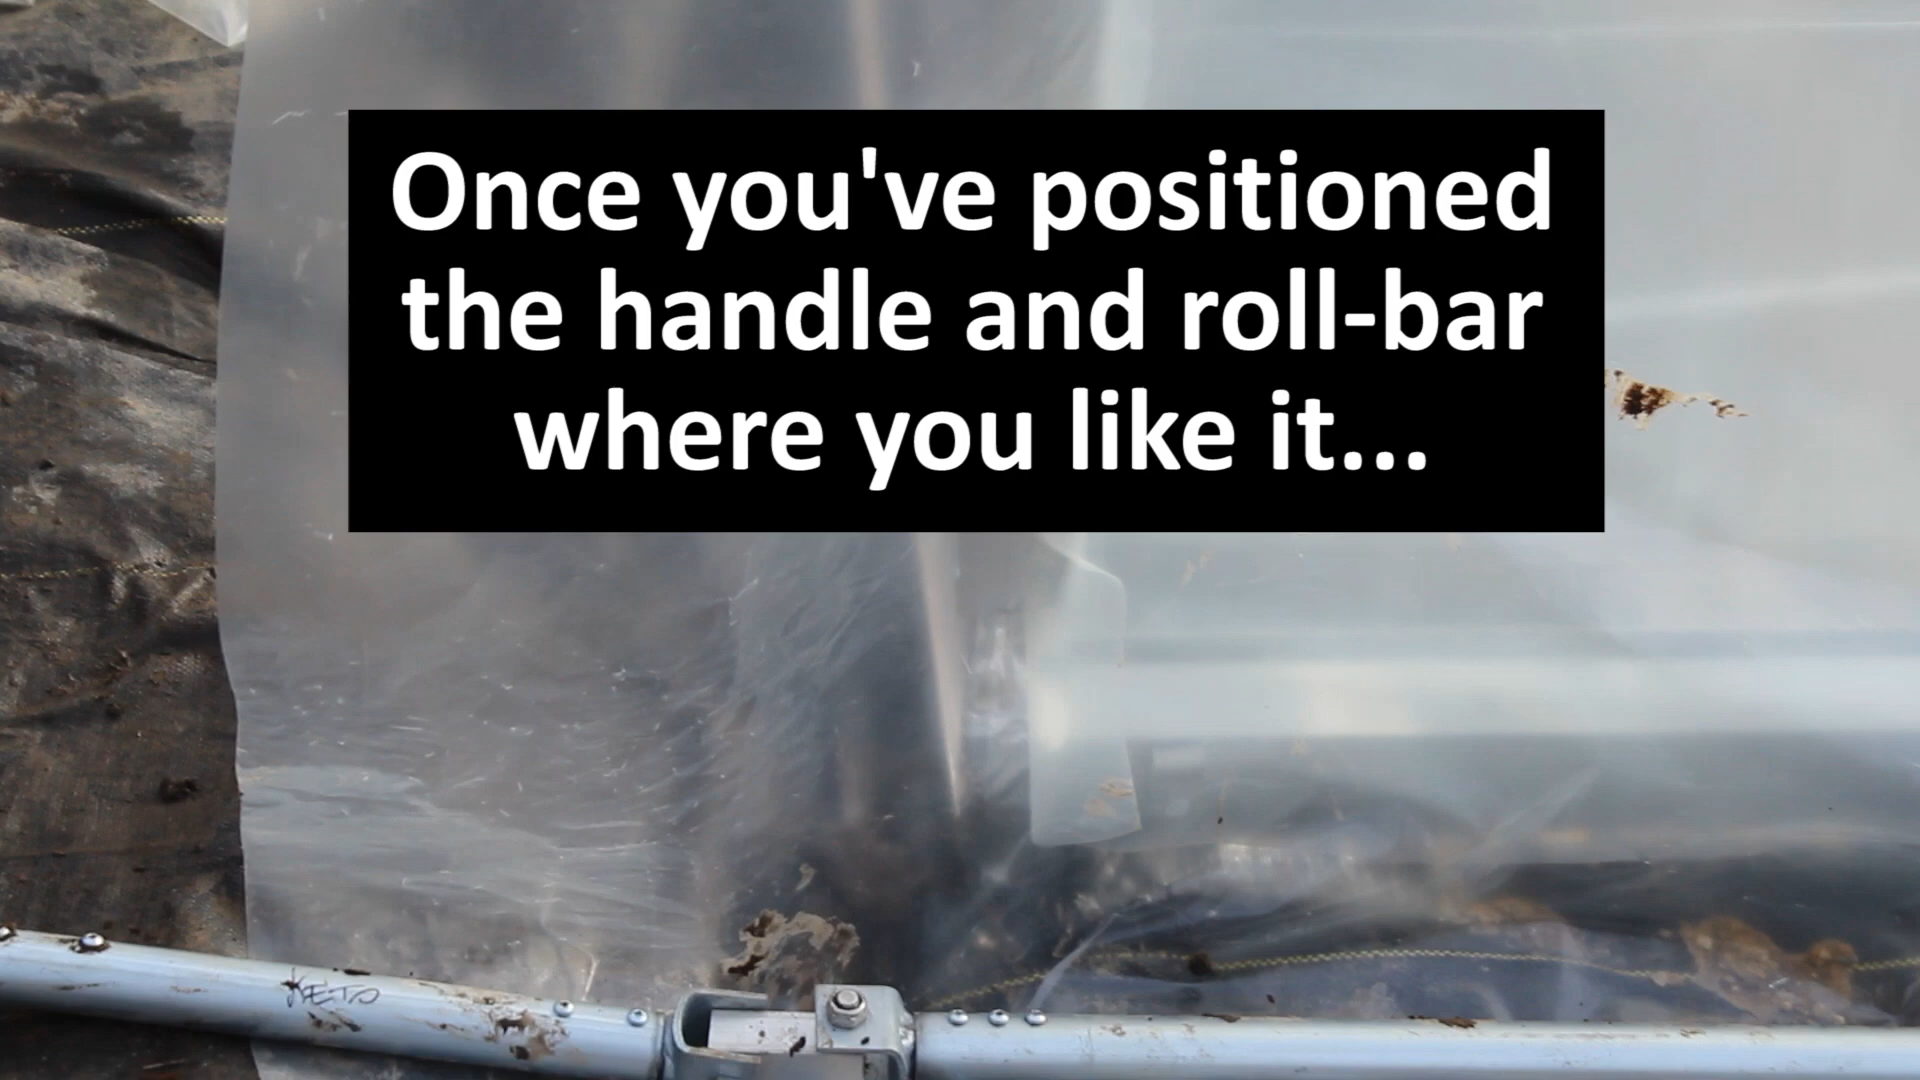 Once you've positioned
the handle and roll-bar
where you like it...